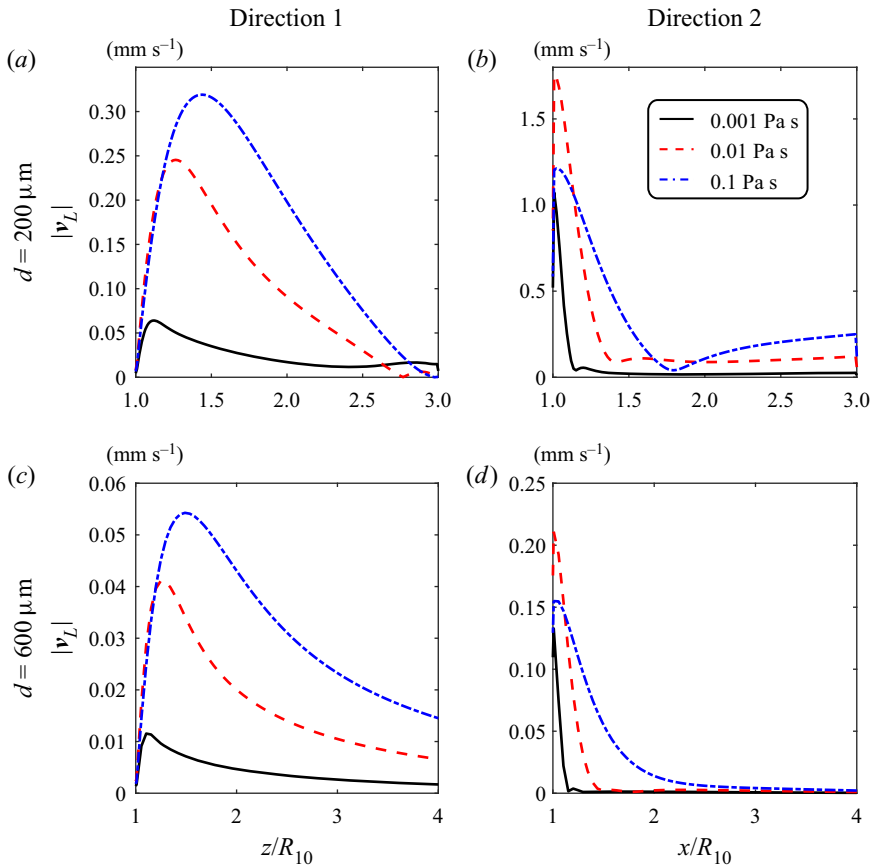 Direction 1
Direction 2
(a)
(mm s⁻¹)
0.30
0.25
0.20
0.15
0.10
0.05
0
1.0
1.5
2.0
2.5
3.0
d = 200 μm
|v_L|
(b)
(mm s⁻¹)
1.5
1.0
0.5
0
1.0
1.5
2.0
2.5
3.0
0.001 Pa s
0.01 Pa s
0.1 Pa s
(c)
(mm s⁻¹)
0.06
0.05
0.04
0.03
0.02
0.01
0
1
2
3
4
d = 600 μm
|v_L|
z/R₁₀
(d)
(mm s⁻¹)
0.25
0.20
0.15
0.10
0.05
0
1
2
3
4
x/R₁₀